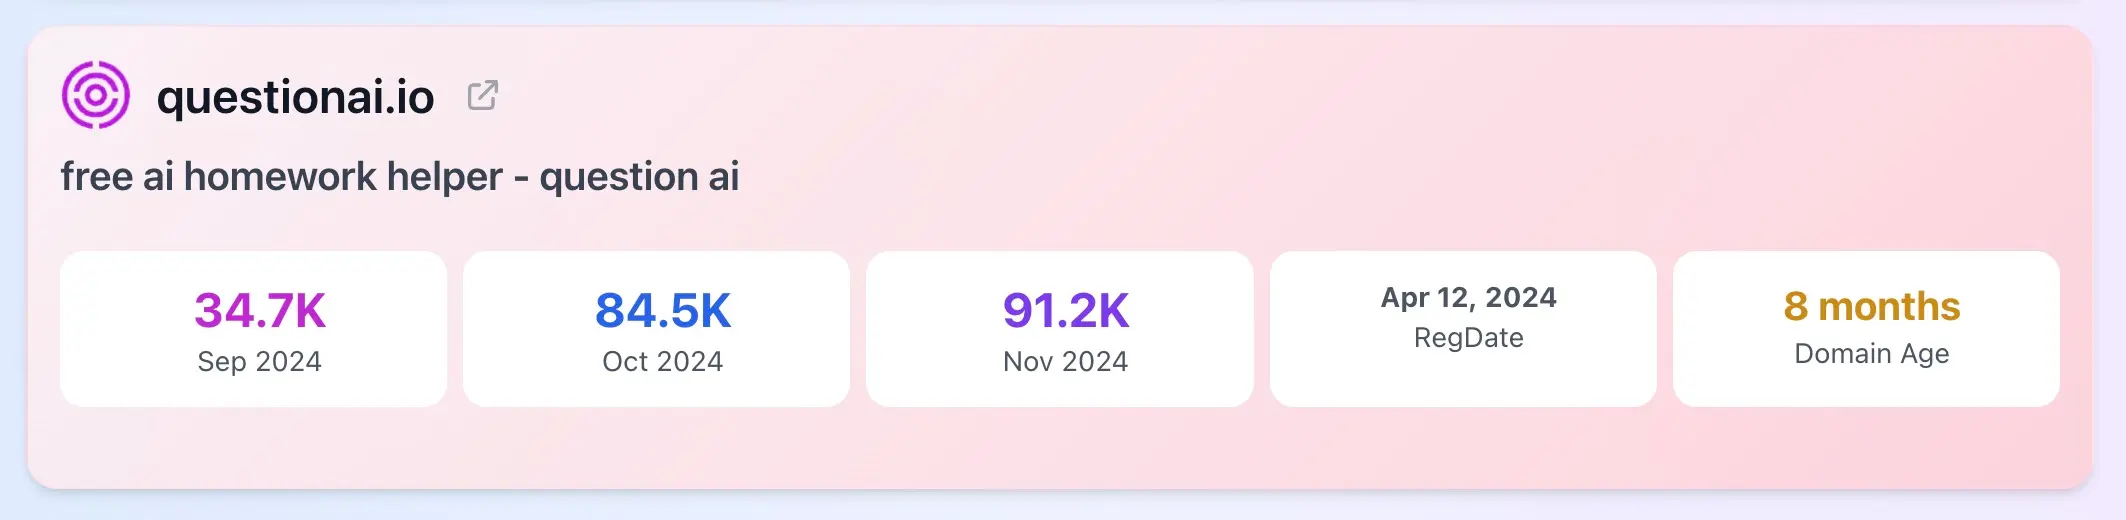 questionai.io
free ai homework helper - question ai
34.7K
Sep 2024
84.5K
Oct 2024
91.2K
Nov 2024
Apr 12, 2024
RegDate
8 months
Domain Age